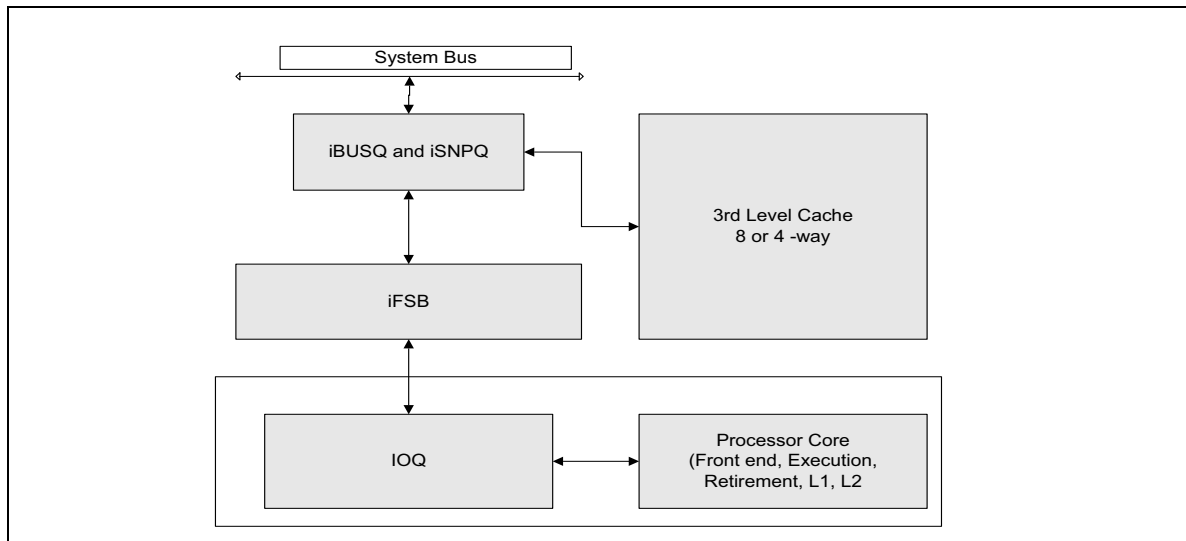 System Bus
iBUSQ and iSNPQ
3rd Level Cache
8 or 4 -way
iFSB
IOQ
Processor Core
(Front end, Execution,
Retirement, L1, L2